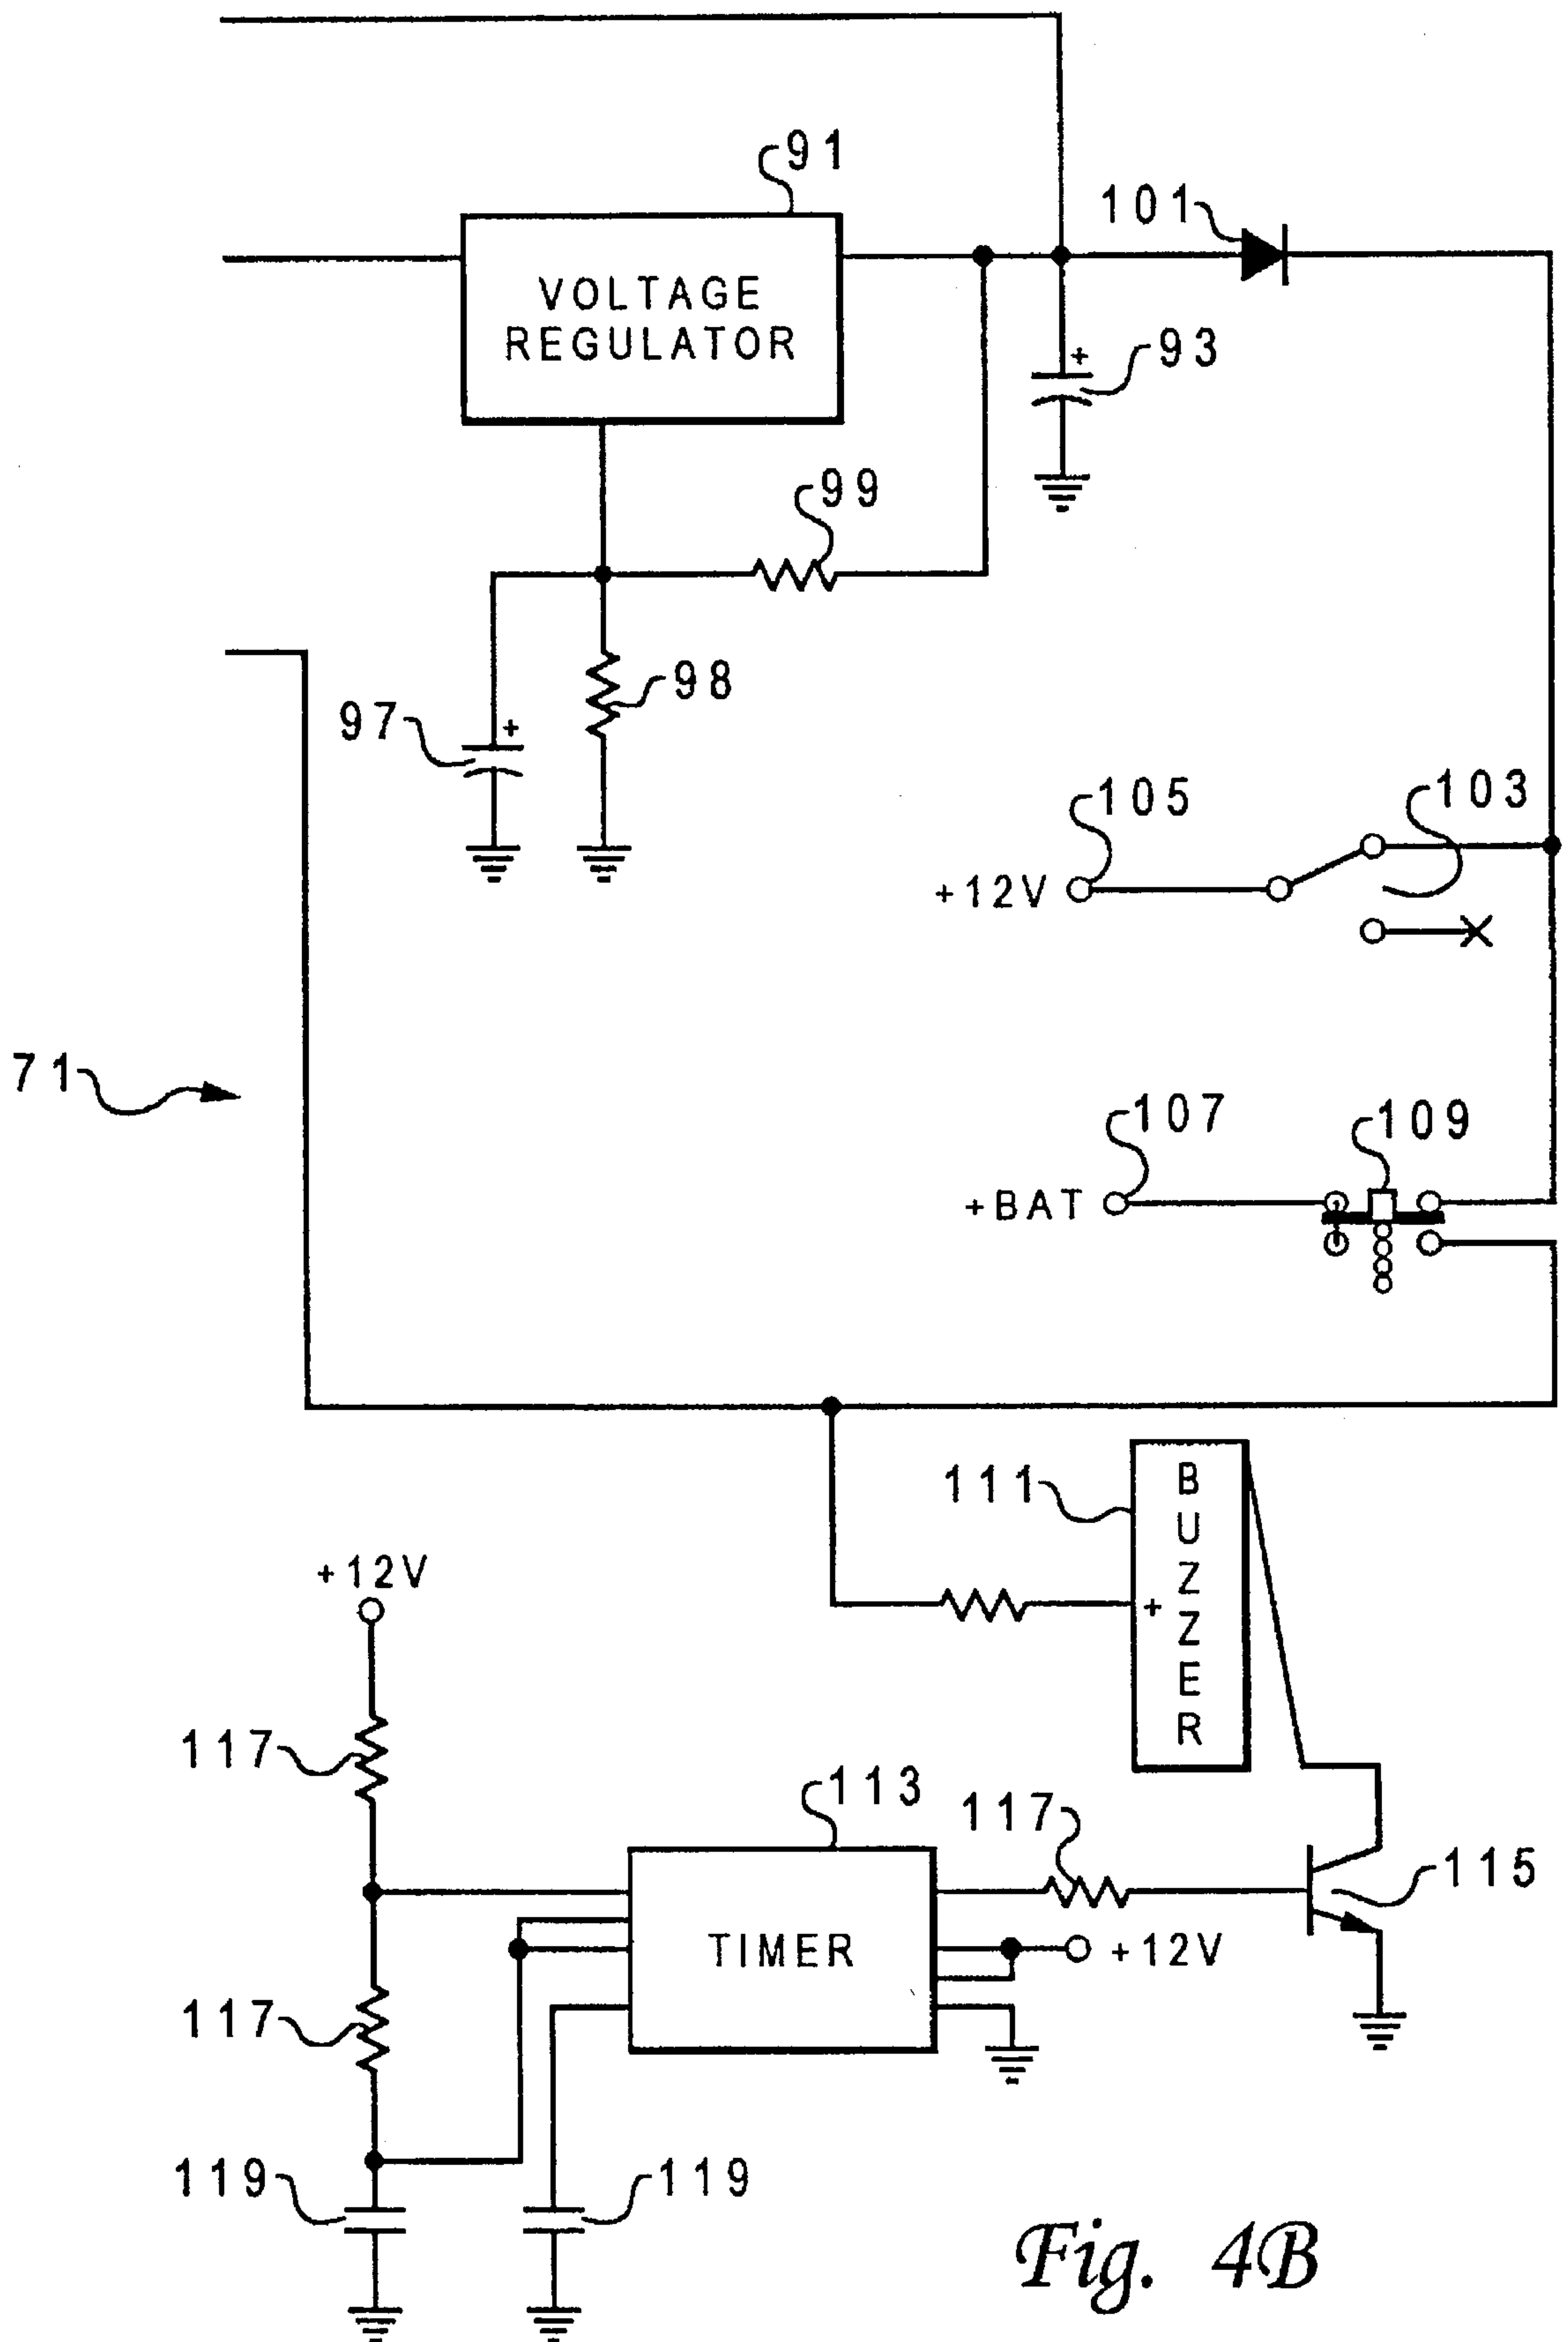 91
101
VOLTAGE
REGULATOR
+
93
99
98
97
+
105
103
+12V
71
107
109
+BAT
111
BUZZER
+
+12V
117
113
117
115
TIMER
+12V
117
119
119
Fig. 4B